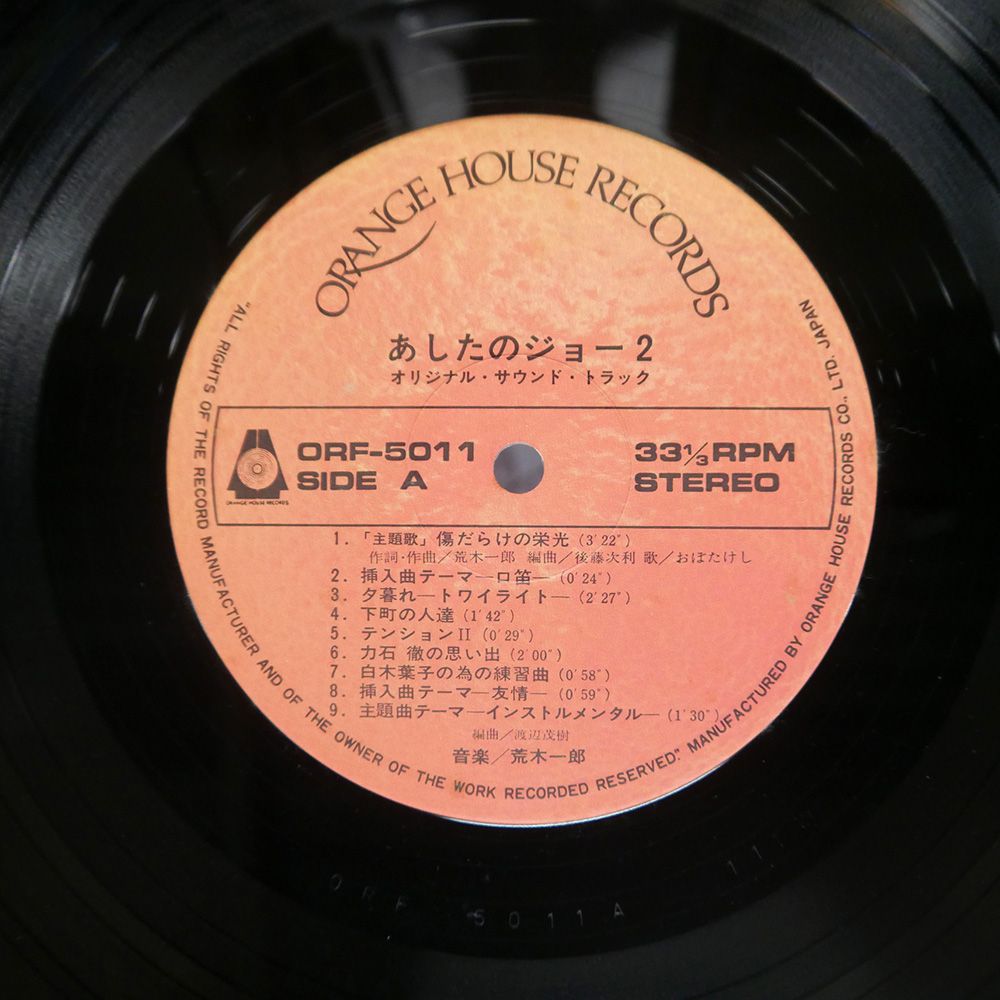 ORANGE HOUSE RECORDS
あしたのジョー2
オリジナル・サウンド・トラック
ORF-5011
SIDE A
33 1/3 RPM
STEREO
ORANGE HOUSE RECORDS
1. 「主題歌」傷だらけの栄光 (3'22")
作詞・作曲／荒木一郎 編曲／後藤次利 歌／おぼたけし
2. 挿入曲テーマ—口笛— (0'24")
3. 夕暮れ—トワイライト— (2'27")
4. 下町の人達 (1'42")
5. テンションII (0'29")
6. 力石 徹の思い出 (2'00")
7. 白木葉子の為の練習曲 (0'58")
8. 挿入曲テーマ—友情— (0'59")
9. 主題曲テーマ—インストルメンタル— (1'30")
編曲／渡辺茂樹
音楽／荒木一郎
"ALL RIGHTS OF THE RECORD MANUFACTURER AND OF THE OWNER OF THE WORK RECORDED RESERVED." MANUFACTURED BY ORANGE HOUSE RECORDS CO., LTD. JAPAN
ORF 5011A 111